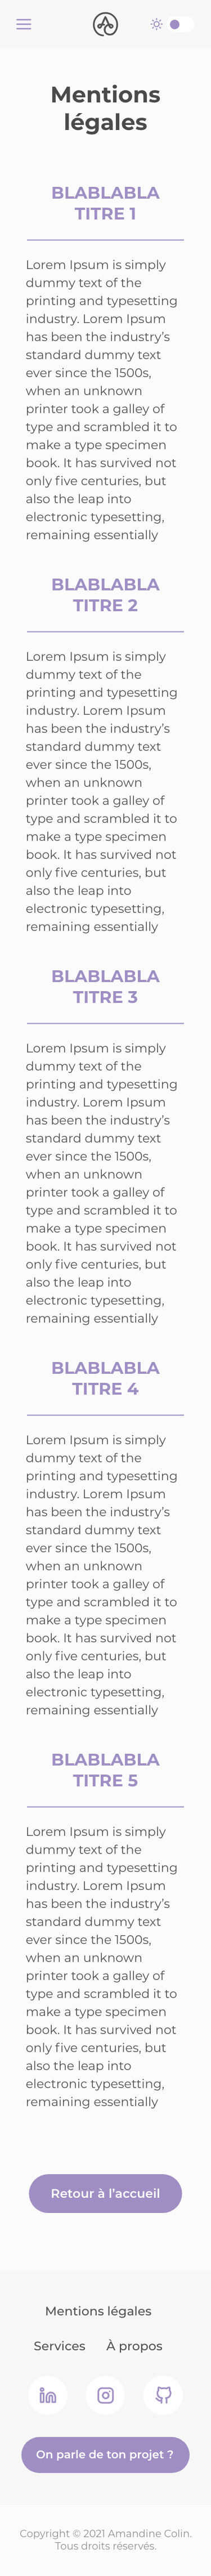 Mentions
légales
BLABLABLA
TITRE 1
Lorem Ipsum is simply
dummy text of the
printing and typesetting
industry. Lorem Ipsum
has been the industry's
standard dummy text
ever since the 1500s,
when an unknown
printer took a galley of
type and scrambled it to
make a type specimen
book. It has survived not
only five centuries, but
also the leap into
electronic typesetting,
remaining essentially
BLABLABLA
TITRE 2
Lorem Ipsum is simply
dummy text of the
printing and typesetting
industry. Lorem Ipsum
has been the industry's
standard dummy text
ever since the 1500s,
when an unknown
printer took a galley of
type and scrambled it to
make a type specimen
book. It has survived not
only five centuries, but
also the leap into
electronic typesetting,
remaining essentially
BLABLABLA
TITRE 3
Lorem Ipsum is simply
dummy text of the
printing and typesetting
industry. Lorem Ipsum
has been the industry's
standard dummy text
ever since the 1500s,
when an unknown
printer took a galley of
type and scrambled it to
make a type specimen
book. It has survived not
only five centuries, but
also the leap into
electronic typesetting,
remaining essentially
BLABLABLA
TITRE 4
Lorem Ipsum is simply
dummy text of the
printing and typesetting
industry. Lorem Ipsum
has been the industry's
standard dummy text
ever since the 1500s,
when an unknown
printer took a galley of
type and scrambled it to
make a type specimen
book. It has survived not
only five centuries, but
also the leap into
electronic typesetting,
remaining essentially
BLABLABLA
TITRE 5
Lorem Ipsum is simply
dummy text of the
printing and typesetting
industry. Lorem Ipsum
has been the industry's
standard dummy text
ever since the 1500s,
when an unknown
printer took a galley of
type and scrambled it to
make a type specimen
book. It has survived not
only five centuries, but
also the leap into
electronic typesetting,
remaining essentially
Retour à l'accueil
Mentions légales
Services À propos
On parle de ton projet ?
Copyright © 2021 Amandine Colin.
Tous droits réservés.